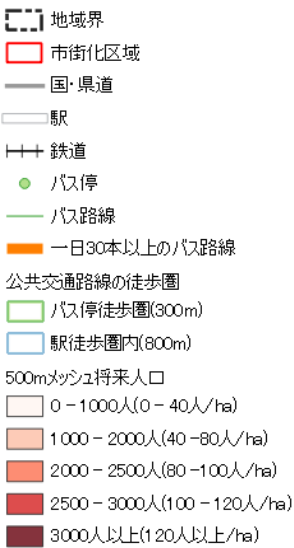 地域界
市街化区域
国・県道
駅
鉄道
バス停
バス路線
一日30本以上のバス路線
公共交通路線の徒歩圏
バス停徒歩圏(300m)
駅徒歩圏内(800m)
500mメッシュ将来人口
0 - 1000人(0 - 40人/ha)
1000 - 2000人(40 -80人/ha)
2000 - 2500人(80 -100人/ha)
2500 - 3000人(100 -120人/ha)
3000人以上(120人以上/ha)